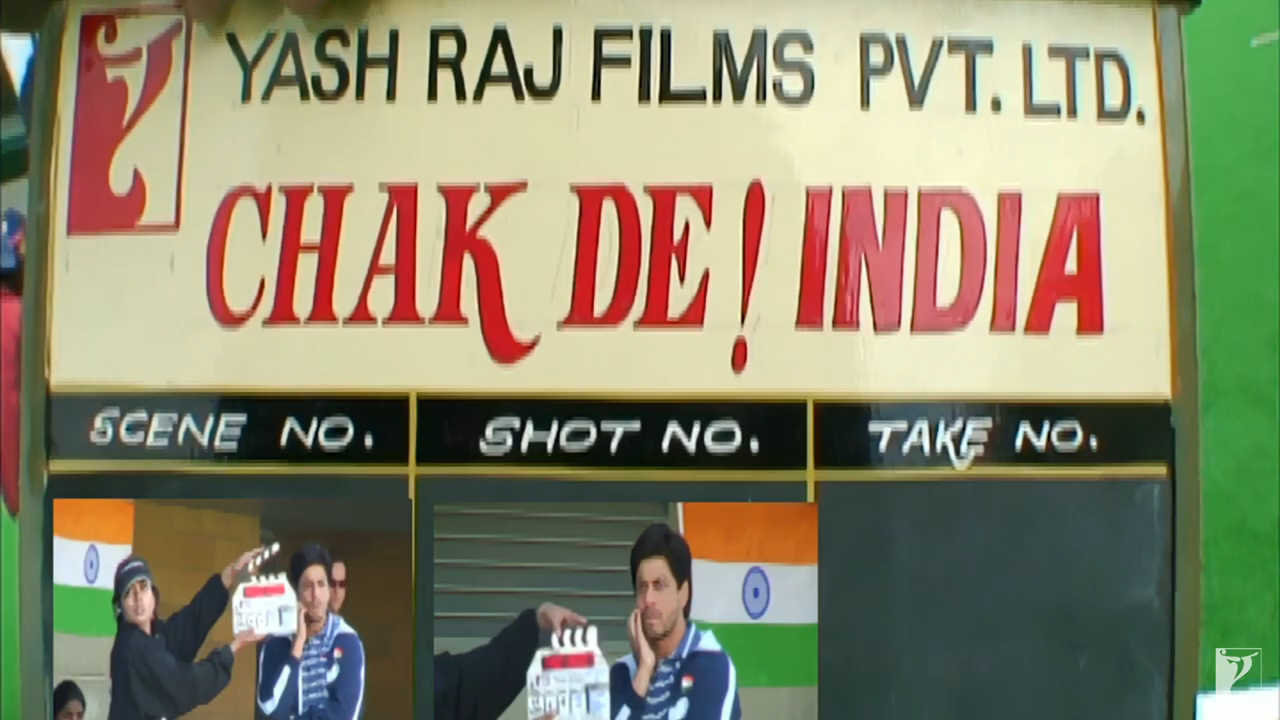 YASH RAJ FILMS PVT. LTD.
CHAK DE! INDIA
SCENE NO. SHOT NO. TAKE NO.